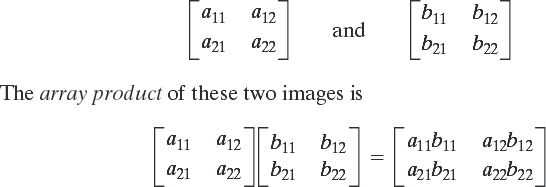 [a11 a12
a21 a22] and [b11 b12
b21 b22]
The array product of these two images is
[a11 a12
a21 a22][b11 b12
b21 b22] = [a11b11 a12b12
a21b21 a22b22]